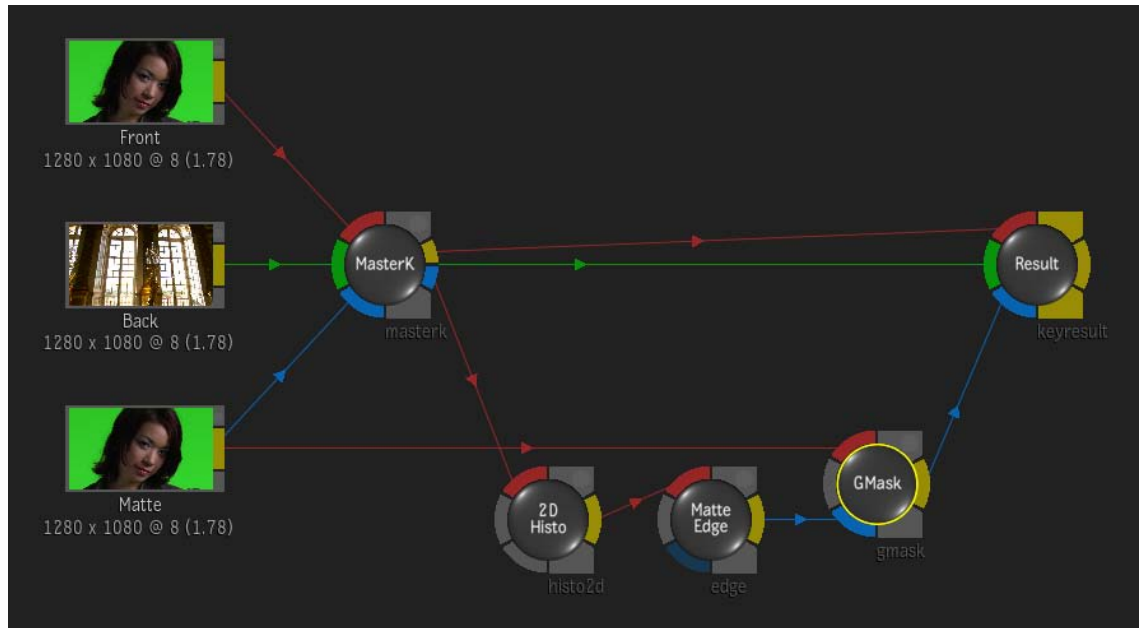 Front
1280 x 1080 @ 8 (1.78)
Back
1280 x 1080 @ 8 (1.78)
Matte
1280 x 1080 @ 8 (1.78)
MasterK
masterk
Result
keyresult
2D
Histo
histo2d
Matte
Edge
edge
GMask
gmask